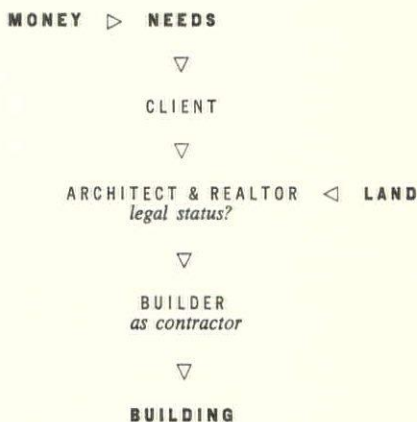 MONEY ▷ NEEDS
▽
CLIENT
▽
ARCHITECT & REALTOR ◁ LAND
legal status?
▽
BUILDER
as contractor
▽
BUILDING